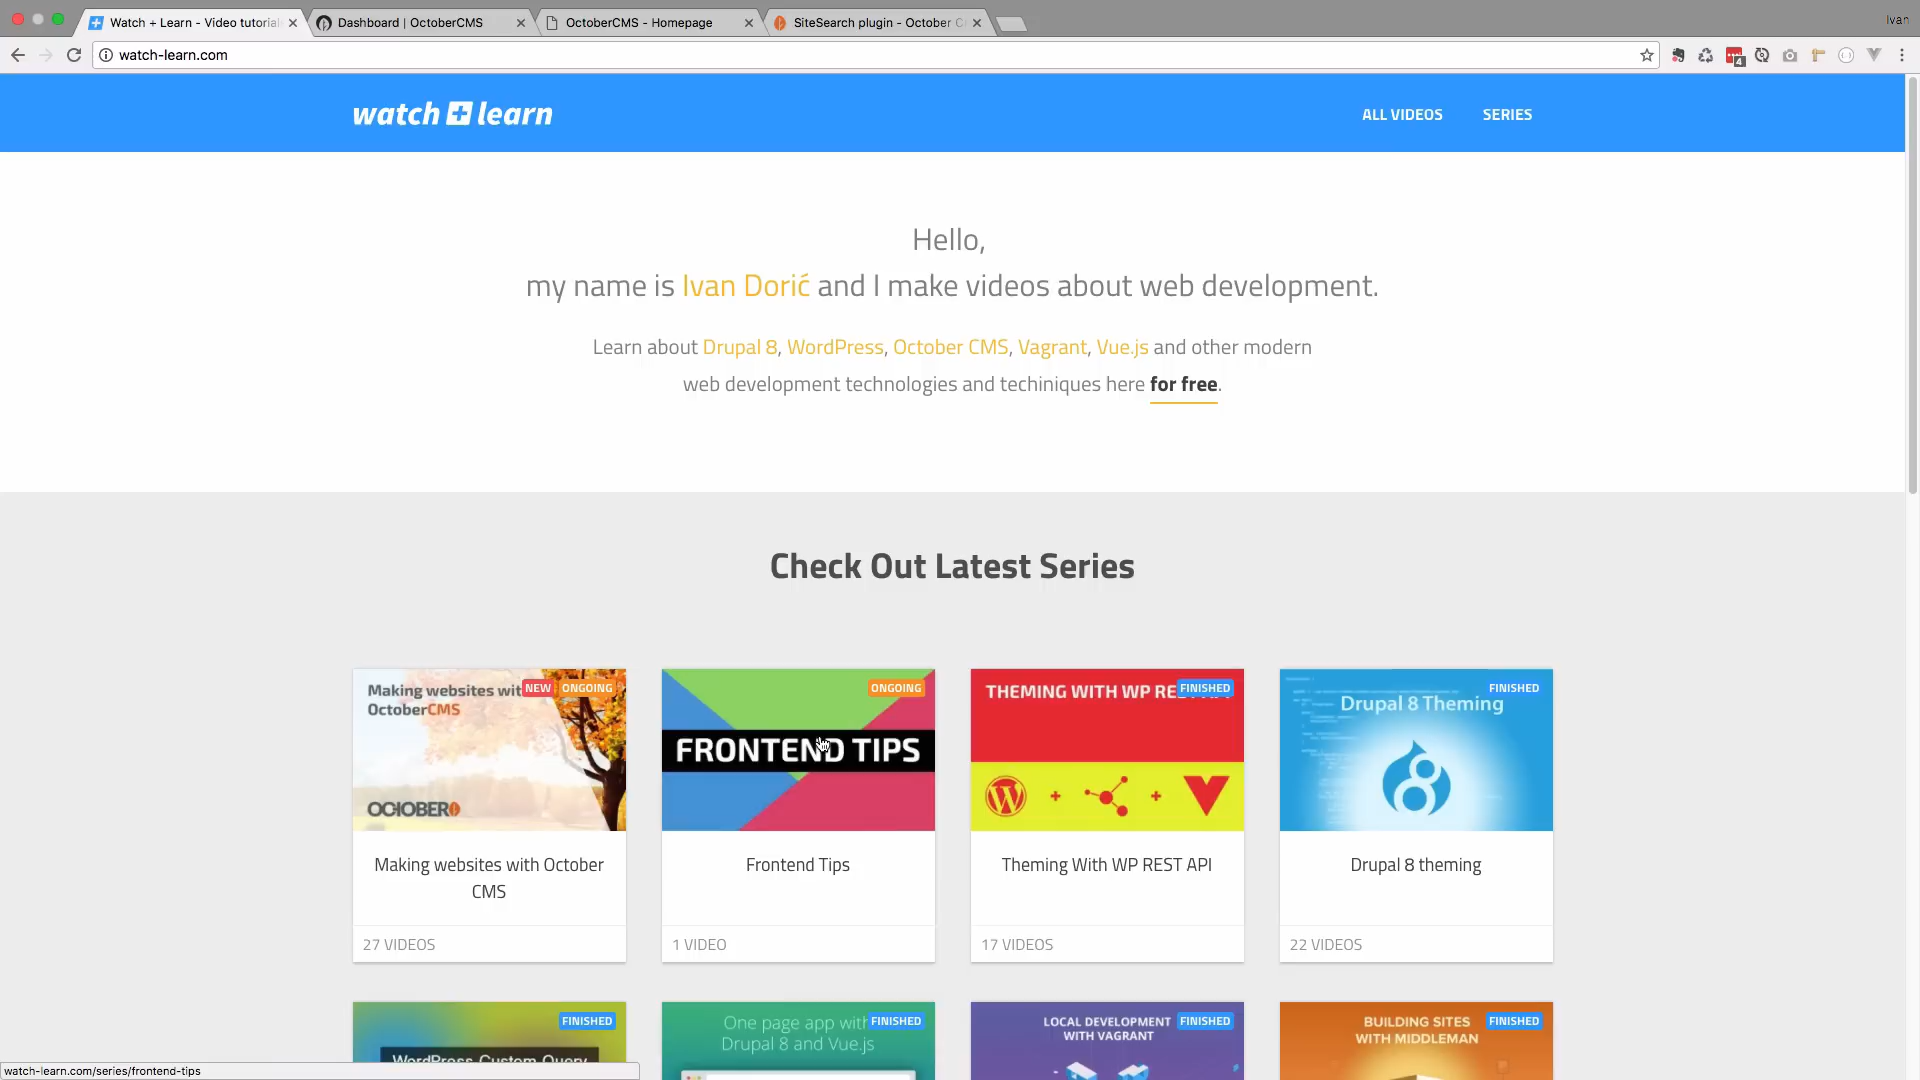 Watch + Learn - Video tutorial
Dashboard | OctoberCMS
OctoberCMS - Homepage
SiteSearch plugin - October C
Ivan
watch-learn.com
4
watch + learn
ALL VIDEOS
SERIES
Hello,
my name is Ivan Dorić and I make videos about web development.
Learn about Drupal 8, WordPress, October CMS, Vagrant, Vue.js and other modern
web development technologies and techiniques here for free.
Check Out Latest Series
Making websites wit
OctoberCMS
NEW
ONGOING
OCTOBER
Making websites with October
CMS
27 VIDEOS
ONGOING
FRONTEND TIPS
Frontend Tips
1 VIDEO
THEMING WITH WP RE
FINISHED
Theming With WP REST API
17 VIDEOS
FINISHED
Drupal 8 Theming
Drupal 8 theming
22 VIDEOS
FINISHED
WordPress Custom Query
One page app with
Drupal 8 and Vue.js
FINISHED
LOCAL DEVELOPMENT
WITH VAGRANT
FINISHED
BUILDING SITES
WITH MIDDLEMAN
FINISHED
watch-learn.com/series/frontend-tips